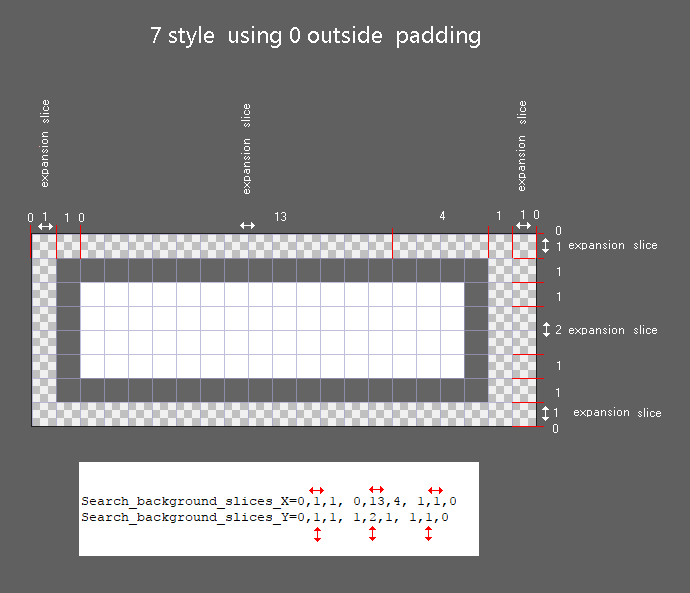 7 style using 0 outside padding
expansion slice
expansion slice
expansion slice
0 1 1 0 13 4 1 1 0
0
1 expansion slice
1
1
2 expansion slice
1
1
1 expansion slice
0
Search_background_slices_X=0,1,1, 0,13,4, 1,1,0
Search_background_slices_Y=0,1,1, 1,2,1, 1,1,0